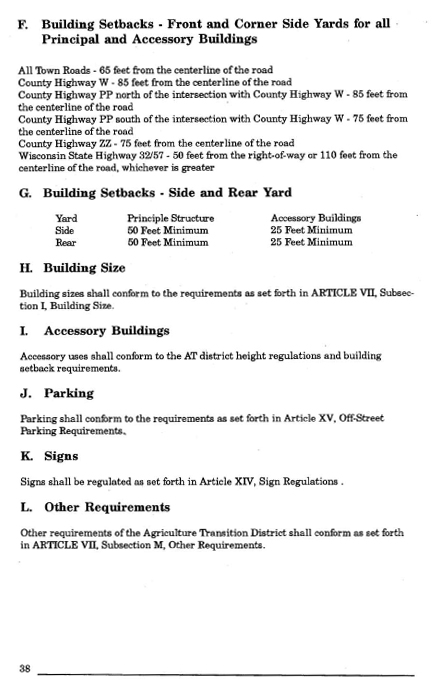 F. Building Setbacks - Front and Corner Side Yards for all
Principal and Accessory Buildings
All Town Roads - 65 feet from the centerline of the road
County Highway W - 85 feet from the centerline of the road
County Highway PP north of the intersection with County Highway W - 85 feet from
the centerline of the road
County Highway PP south of the intersection with County Highway W - 75 feet from
the centerline of the road
County Highway ZZ - 75 feet from the centerline of the road
Wisconsin State Highway 32/57 - 50 feet from the right-of-way or 110 feet from the
centerline of the road, whichever is greater
G. Building Setbacks - Side and Rear Yard
Yard Principle Structure Accessory Buildings
Side 50 Feet Minimum 25 Feet Minimum
Rear 50 Feet Minimum 25 Feet Minimum
H. Building Size
Building sizes shall conform to the requirements as set forth in ARTICLE VII, Subsec-
tion I, Building Size.
I. Accessory Buildings
Accessory uses shall conform to the AT district height regulations and building
setback requirements.
J. Parking
Parking shall conform to the requirements as set forth in Article XV, Off-Street
Parking Requirements.
K. Signs
Signs shall be regulated as set forth in Article XIV, Sign Regulations .
L. Other Requirements
Other requirements of the Agriculture Transition District shall conform as set forth
in ARTICLE VII, Subsection M, Other Requirements.
38